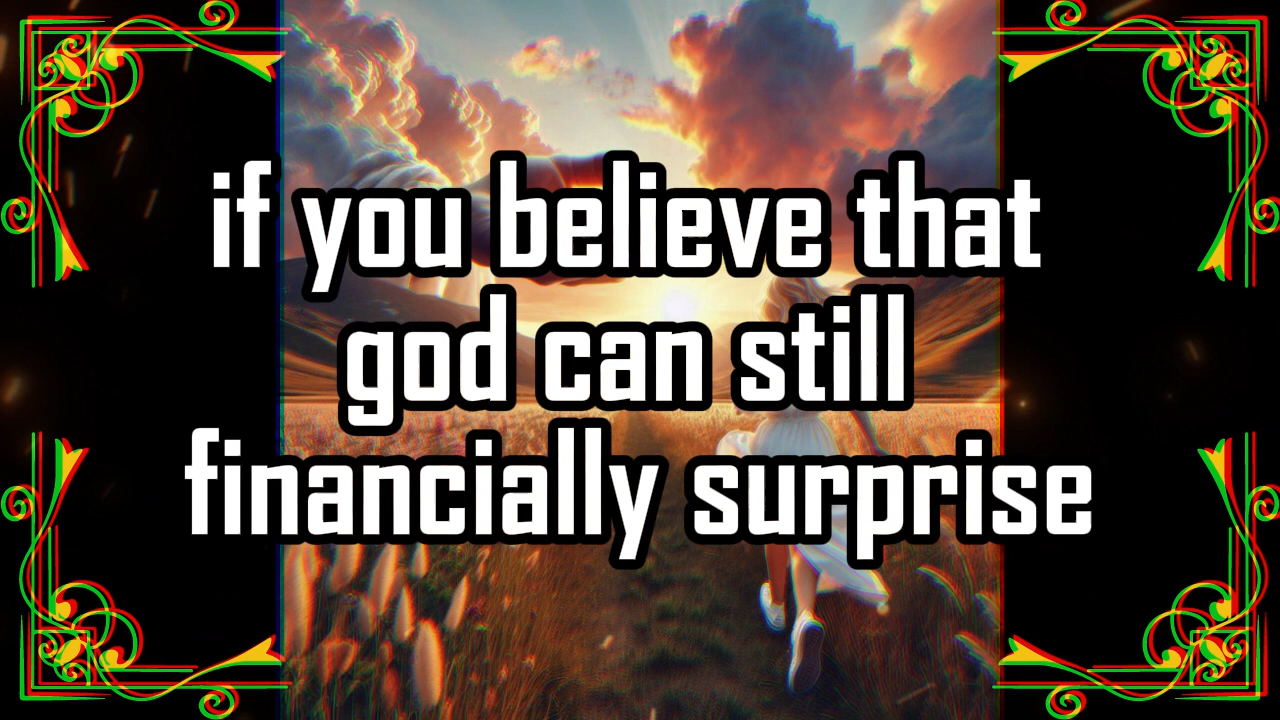 if you believe that
god can still
financially surprise